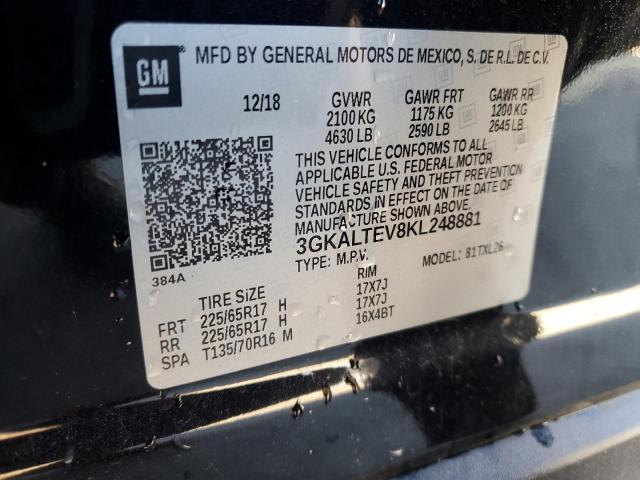 GM
MFD BY GENERAL MOTORS DE MEXICO, S. DE R.L. DE C.V.
12/18 GVWR GAWR FRT GAWR RR
2100 KG 1175 KG 1200 KG
4630 LB 2590 LB 2645 LB
THIS VEHICLE CONFORMS TO ALL
APPLICABLE U.S. FEDERAL MOTOR
VEHICLE SAFETY AND THEFT PREVENTION
STANDARDS IN EFFECT ON THE DATE OF
MANUFACTURE SHOWN ABOVE.
3GKALTEV8KL248881
TYPE: M.P.V. MODEL: 81TXL26
384A
TIRE SIZE RIM
FRT 225/65R17 H 17X7J
RR 225/65R17 H 17X7J
SPA T135/70R16 M 16X4BT